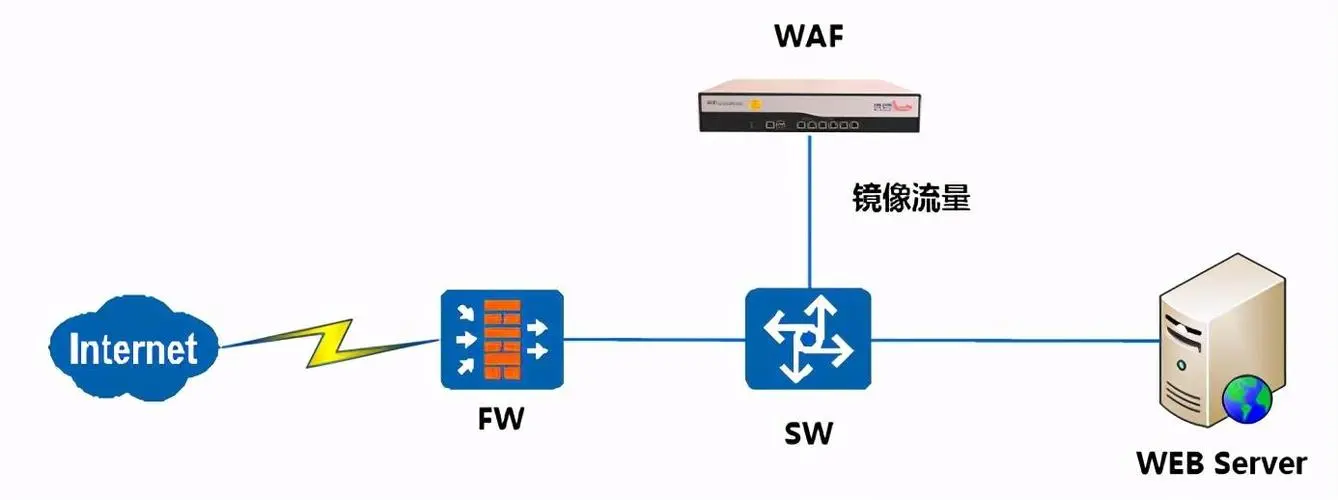 WAF
镜像流量
Internet
FW
SW
WEB Server